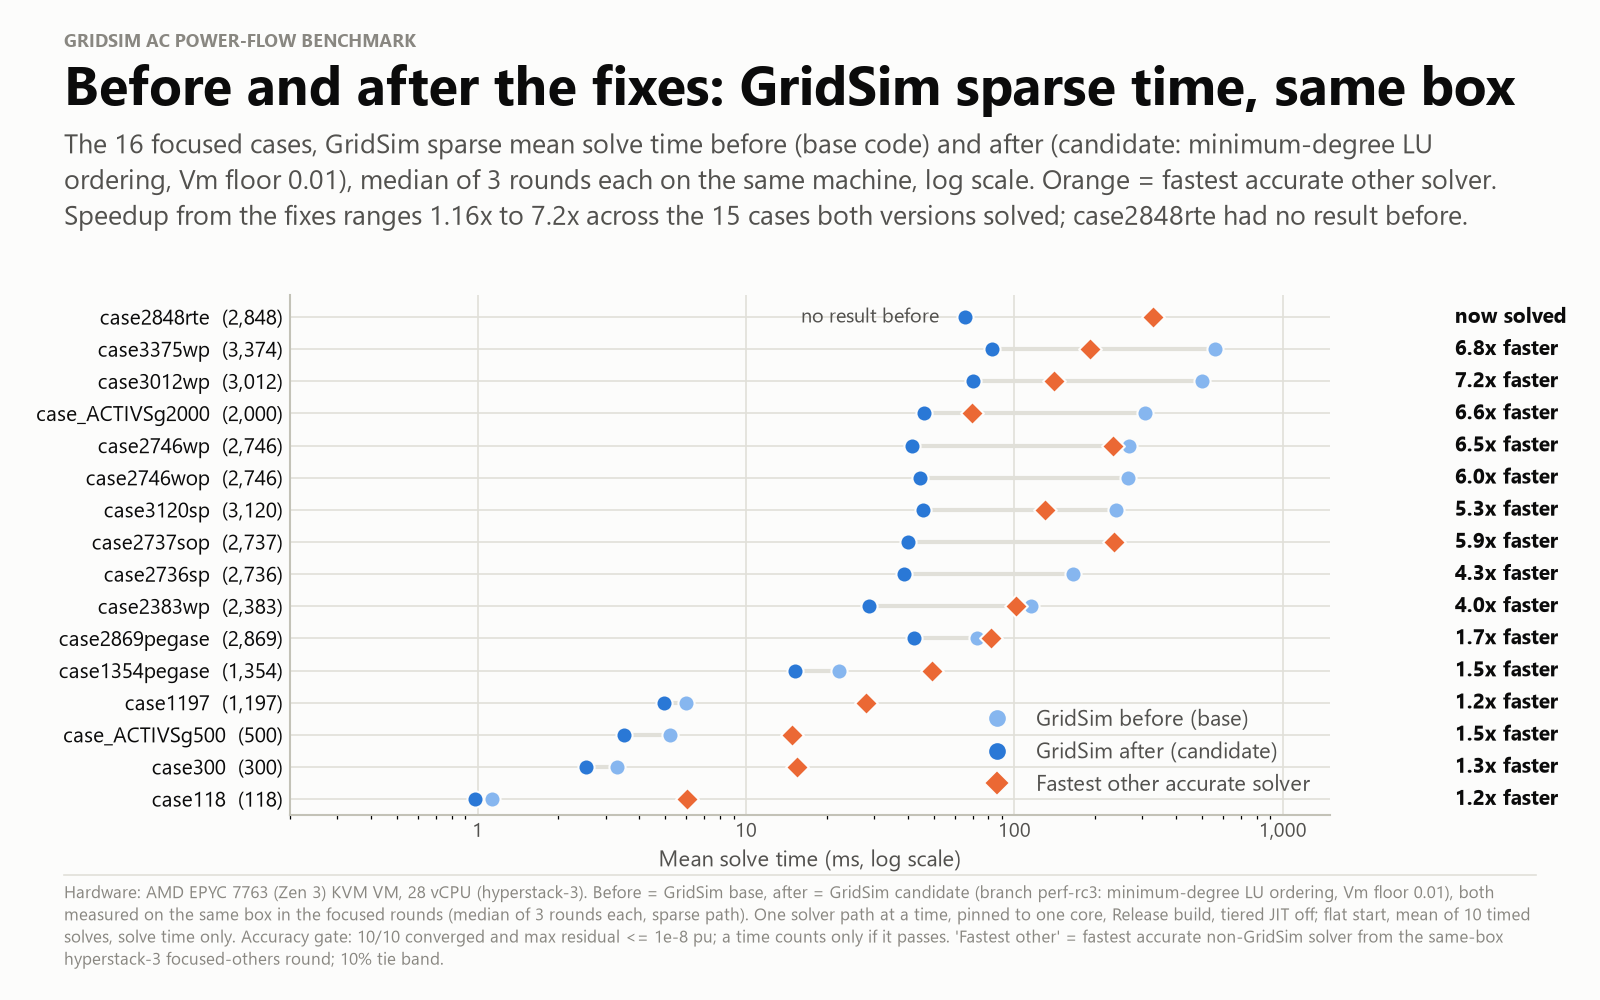 GRIDSIM AC POWER-FLOW BENCHMARK
Before and after the fixes: GridSim sparse time, same box
The 16 focused cases, GridSim sparse mean solve time before (base code) and after (candidate: minimum-degree LU
ordering, Vm floor 0.01), median of 3 rounds each on the same machine, log scale. Orange = fastest accurate other solver.
Speedup from the fixes ranges 1.16x to 7.2x across the 15 cases both versions solved; case2848rte had no result before.
case2848rte (2,848) no result before now solved
case3375wp (3,374) 6.8x faster
case3012wp (3,012) 7.2x faster
case_ACTIVSg2000 (2,000) 6.6x faster
case2746wp (2,746) 6.5x faster
case2746wop (2,746) 6.0x faster
case3120sp (3,120) 5.3x faster
case2737sop (2,737) 5.9x faster
case2736sp (2,736) 4.3x faster
case2383wp (2,383) 4.0x faster
case2869pegase (2,869) 1.7x faster
case1354pegase (1,354) 1.5x faster
case1197 (1,197) 1.2x faster
GridSim before (base)
case_ACTIVSg500 (500) 1.5x faster
GridSim after (candidate)
case300 (300) 1.3x faster
Fastest other accurate solver
case118 (118) 1.2x faster
1 10 100 1,000
Mean solve time (ms, log scale)
Hardware: AMD EPYC 7763 (Zen 3) KVM VM, 28 vCPU (hyperstack-3). Before = GridSim base, after = GridSim candidate (branch perf-rc3: minimum-degree LU ordering, Vm floor 0.01), both
measured on the same box in the focused rounds (median of 3 rounds each, sparse path). One solver path at a time, pinned to one core, Release build, tiered JIT off; flat start, mean of 10 timed
solves, solve time only. Accuracy gate: 10/10 converged and max residual <= 1e-8 pu; a time counts only if it passes. 'Fastest other' = fastest accurate non-GridSim solver from the same-box
hyperstack-3 focused-others round; 10% tie band.